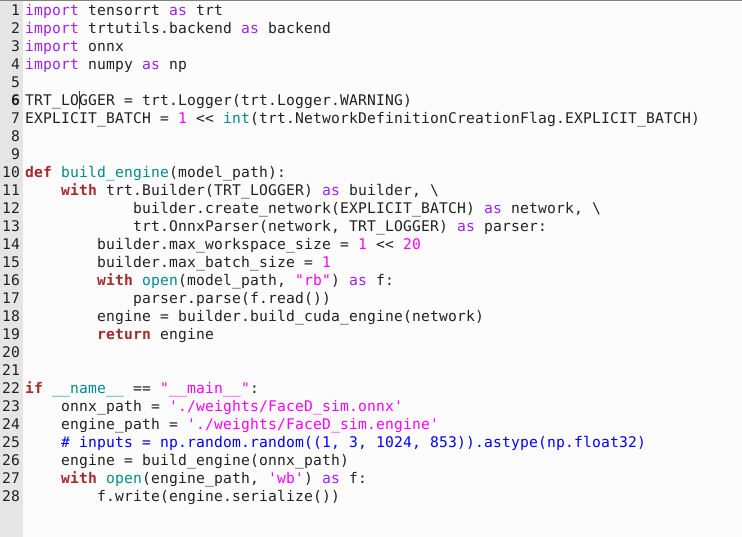 1 import tensorrt as trt
2 import trtutils.backend as backend
3 import onnx
4 import numpy as np
5
6 TRT_LOGGER = trt.Logger(trt.Logger.WARNING)
7 EXPLICIT_BATCH = 1 << int(trt.NetworkDefinitionCreationFlag.EXPLICIT_BATCH)
8
9
10 def build_engine(model_path):
11     with trt.Builder(TRT_LOGGER) as builder, \
12             builder.create_network(EXPLICIT_BATCH) as network, \
13             trt.OnnxParser(network, TRT_LOGGER) as parser:
14         builder.max_workspace_size = 1 << 20
15         builder.max_batch_size = 1
16         with open(model_path, "rb") as f:
17             parser.parse(f.read())
18         engine = builder.build_cuda_engine(network)
19         return engine
20
21
22 if __name__ == "__main__":
23     onnx_path = './weights/FaceD_sim.onnx'
24     engine_path = './weights/FaceD_sim.engine'
25     # inputs = np.random.random((1, 3, 1024, 853)).astype(np.float32)
26     engine = build_engine(onnx_path)
27     with open(engine_path, 'wb') as f:
28         f.write(engine.serialize())